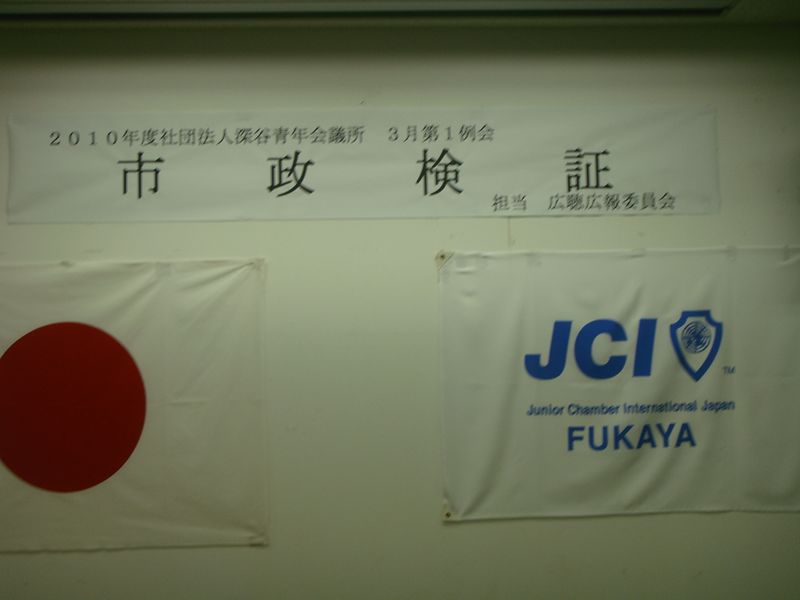 ２０１０年度社団法人深谷青年会議所　３月第１例会
市　政　検　証
担当　広聴広報委員会
JCI TM
Junior Chamber International Japan
FUKAYA